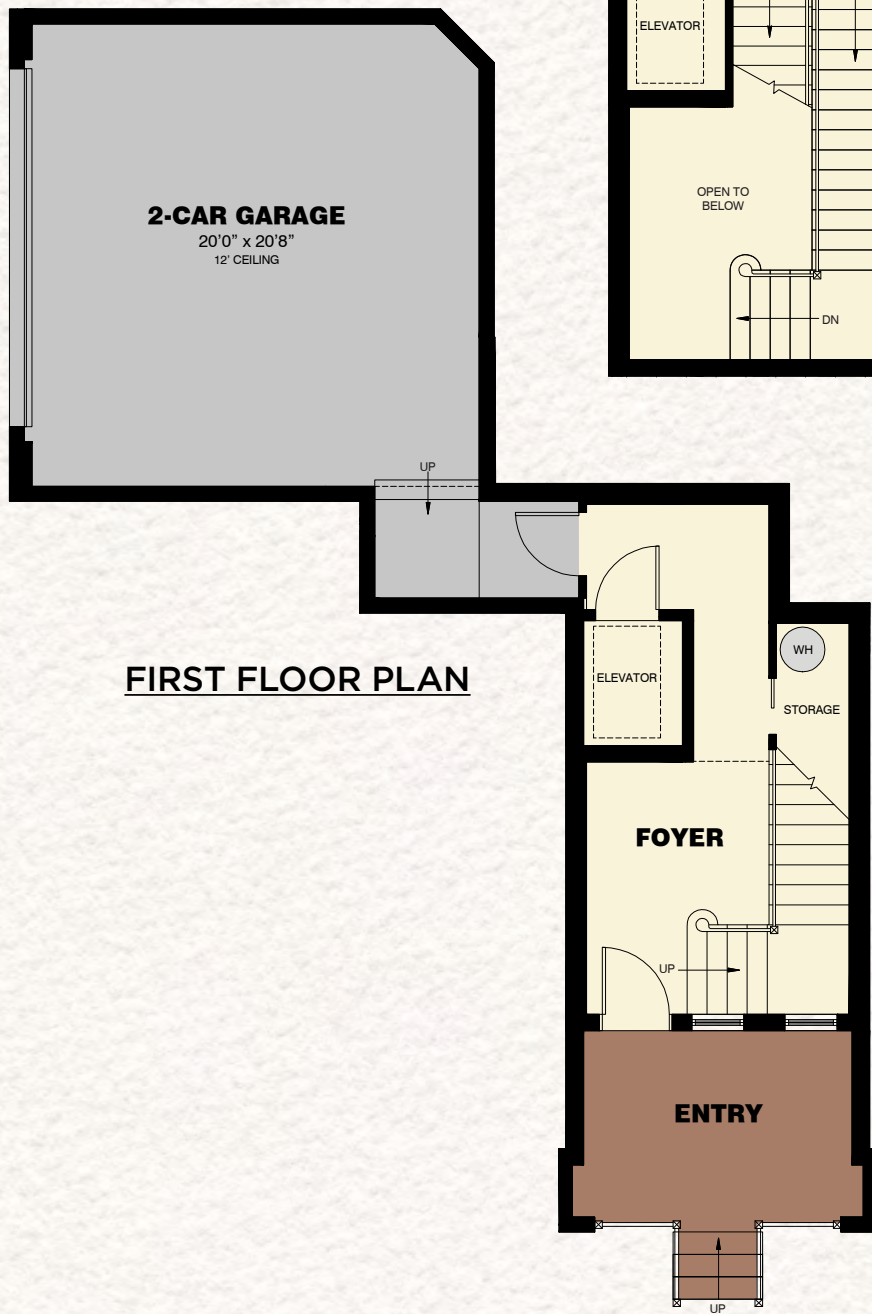 ELEVATOR
OPEN TO
BELOW
DN
2-CAR GARAGE
20'0" x 20'8"
12' CEILING
UP
FIRST FLOOR PLAN
WH
ELEVATOR
STORAGE
FOYER
UP
ENTRY
UP